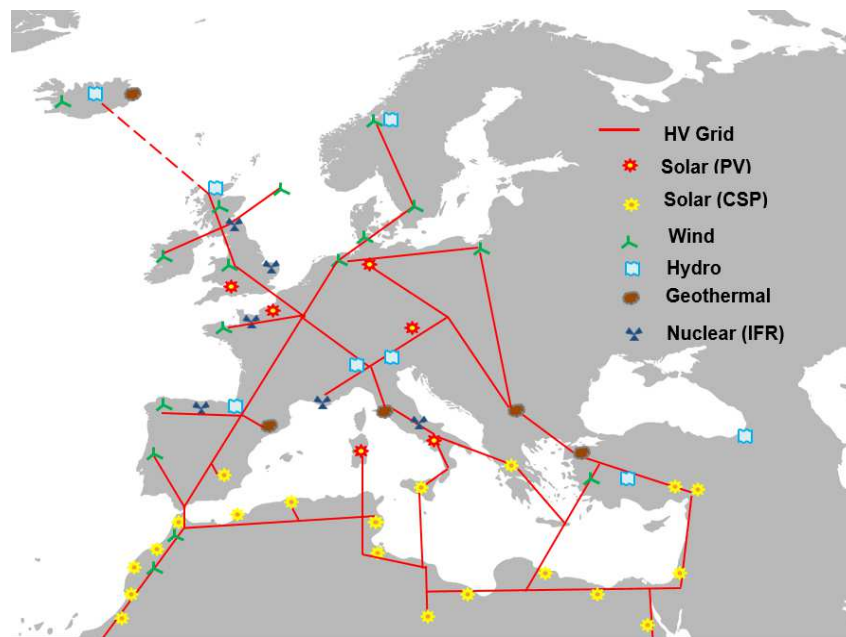 HV Grid
Solar (PV)
Solar (CSP)
Wind
Hydro
Geothermal
Nuclear (IFR)